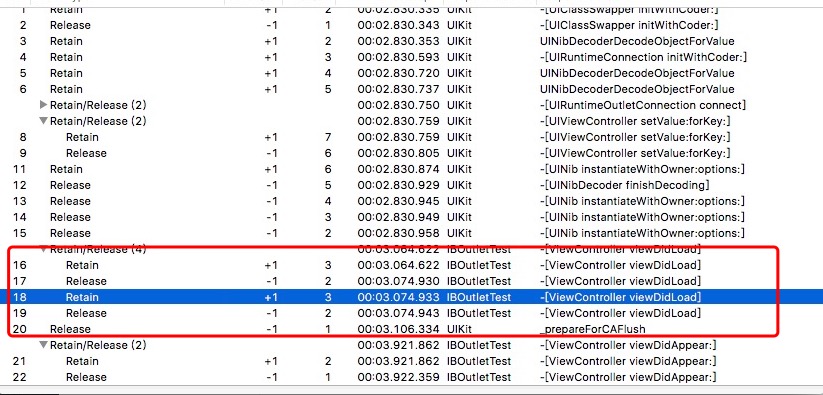 1 Retain +1 2 00:02.830.335 UIKit -[UIClassSwapper initWithCoder:]
2 Release -1 1 00:02.830.343 UIKit -[UIClassSwapper initWithCoder:]
3 Retain +1 2 00:02.830.353 UIKit UINibDecoderDecodeObjectForValue
4 Retain +1 3 00:02.830.593 UIKit -[UIRuntimeConnection initWithCoder:]
5 Retain +1 4 00:02.830.720 UIKit UINibDecoderDecodeObjectForValue
6 Retain +1 5 00:02.830.737 UIKit UINibDecoderDecodeObjectForValue
Retain/Release (2) 00:02.830.750 UIKit -[UIRuntimeOutletConnection connect]
Retain/Release (2) 00:02.830.759 UIKit -[UIViewController setValue:forKey:]
8 Retain +1 7 00:02.830.759 UIKit -[UIViewController setValue:forKey:]
9 Release -1 6 00:02.830.805 UIKit -[UIViewController setValue:forKey:]
11 Retain +1 6 00:02.830.874 UIKit -[UINib instantiateWithOwner:options:]
12 Release -1 5 00:02.830.929 UIKit -[UINibDecoder finishDecoding]
13 Release -1 4 00:02.830.945 UIKit -[UINib instantiateWithOwner:options:]
14 Release -1 3 00:02.830.949 UIKit -[UINib instantiateWithOwner:options:]
15 Release -1 2 00:02.830.958 UIKit -[UINib instantiateWithOwner:options:]
Retain/Release (4) 00:03.064.622 IBOutletTest -[ViewController viewDidLoad]
16 Retain +1 3 00:03.064.622 IBOutletTest -[ViewController viewDidLoad]
17 Release -1 2 00:03.074.930 IBOutletTest -[ViewController viewDidLoad]
18 Retain +1 3 00:03.074.933 IBOutletTest -[ViewController viewDidLoad]
19 Release -1 2 00:03.074.943 IBOutletTest -[ViewController viewDidLoad]
20 Release -1 1 00:03.106.334 UIKit _prepareForCAFlush
Retain/Release (2) 00:03.921.862 IBOutletTest -[ViewController viewDidAppear:]
21 Retain +1 2 00:03.921.862 IBOutletTest -[ViewController viewDidAppear:]
22 Release -1 1 00:03.922.359 IBOutletTest -[ViewController viewDidAppear:]